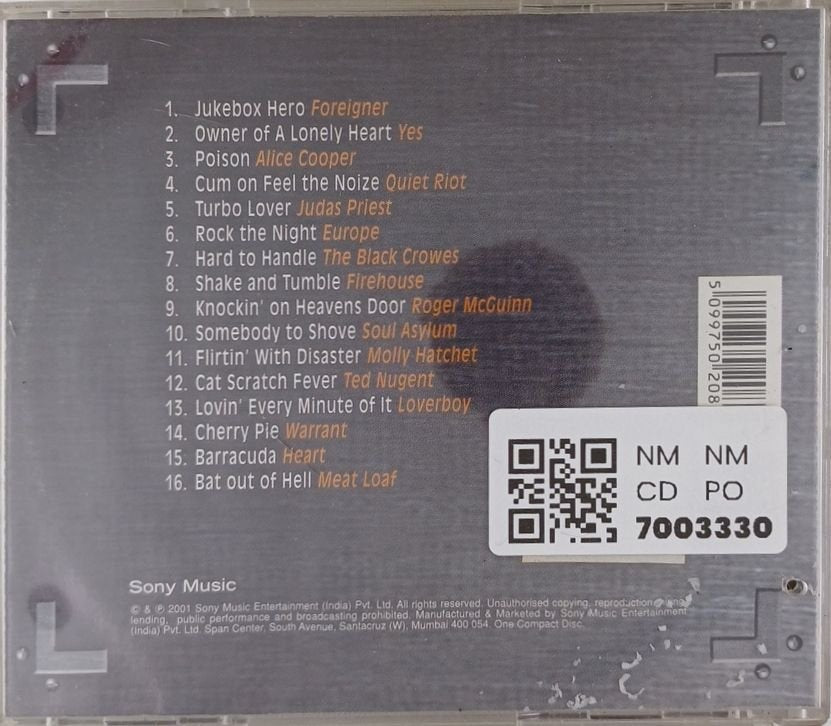 1. Jukebox Hero Foreigner
2. Owner of A Lonely Heart Yes
3. Poison Alice Cooper
4. Cum on Feel the Noize Quiet Riot
5. Turbo Lover Judas Priest
6. Rock the Night Europe
7. Hard to Handle The Black Crowes
8. Shake and Tumble Firehouse
9. Knockin' on Heavens Door Roger McGuinn
10. Somebody to Shove Soul Asylum
11. Flirtin' With Disaster Molly Hatchet
12. Cat Scratch Fever Ted Nugent
13. Lovin' Every Minute of It Loverboy
14. Cherry Pie Warrant
15. Barracuda Heart
16. Bat out of Hell Meat Loaf
5 099750 208
NM NM
CD PO
7003330
Sony Music
© & ℗ 2001 Sony Music Entertainment (India) Pvt. Ltd. All rights reserved. Unauthorised copying, reproduction,
lending, public performance and broadcasting prohibited. Manufactured & Marketed by Sony Music Entertainment
(India) Pvt. Ltd. Span Center, South Avenue, Santacruz (W), Mumbai 400 054. One Compact Disc.